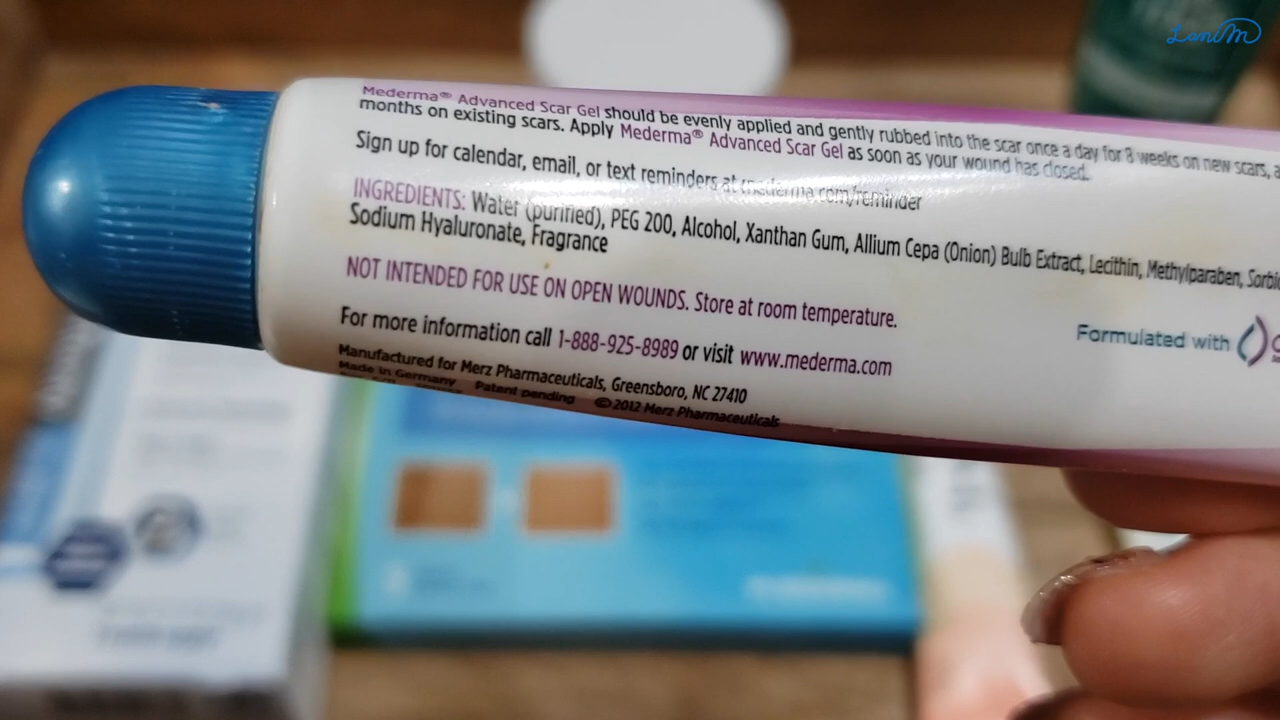 LaniM
Mederma® Advanced Scar Gel should be evenly applied and gently rubbed into the scar once a day for 8 weeks on new scars, a
months on existing scars. Apply Mederma® Advanced Scar Gel as soon as your wound has closed.
Sign up for calendar, email, or text reminders at mederma.com/reminder
INGREDIENTS: Water (purified), PEG 200, Alcohol, Xanthan Gum, Allium Cepa (Onion) Bulb Extract, Lecithin, Methylparaben, Sorbic
Sodium Hyaluronate, Fragrance
NOT INTENDED FOR USE ON OPEN WOUNDS. Store at room temperature.
For more information call 1-888-925-8989 or visit www.mederma.com
Formulated with
Manufactured for Merz Pharmaceuticals, Greensboro, NC 27410
Made in Germany Patent pending ©2012 Merz Pharmaceuticals